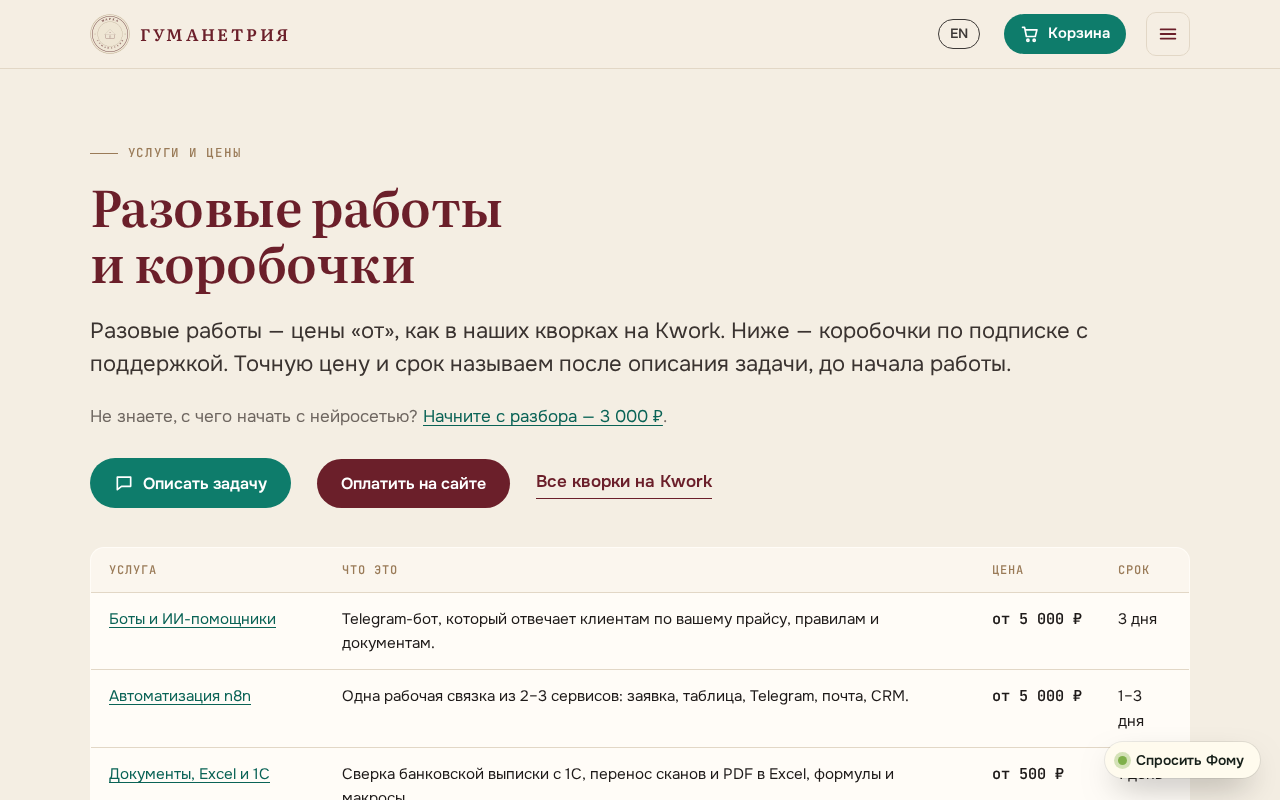 ГУМАНЕТРИЯ
EN
Корзина
УСЛУГИ И ЦЕНЫ
Разовые работы
и коробочки
Разовые работы — цены «от», как в наших кворках на Kwork. Ниже — коробочки по подписке с
поддержкой. Точную цену и срок называем после описания задачи, до начала работы.
Не знаете, с чего начать с нейросетью? Начните с разбора — 3 000 ₽.
Описать задачу
Оплатить на сайте
Все кворки на Kwork
УСЛУГА ЧТО ЭТО ЦЕНА СРОК
Боты и ИИ-помощники Telegram-бот, который отвечает клиентам по вашему прайсу, правилам и от 5 000 ₽ 3 дня
документам.
Автоматизация n8n Одна рабочая связка из 2–3 сервисов: заявка, таблица, Telegram, почта, CRM. от 5 000 ₽ 1–3
дня
Документы, Excel и 1С Сверка банковской выписки с 1С, перенос сканов и PDF в Excel, формулы и от 500 ₽
макросы
Спросить Фому